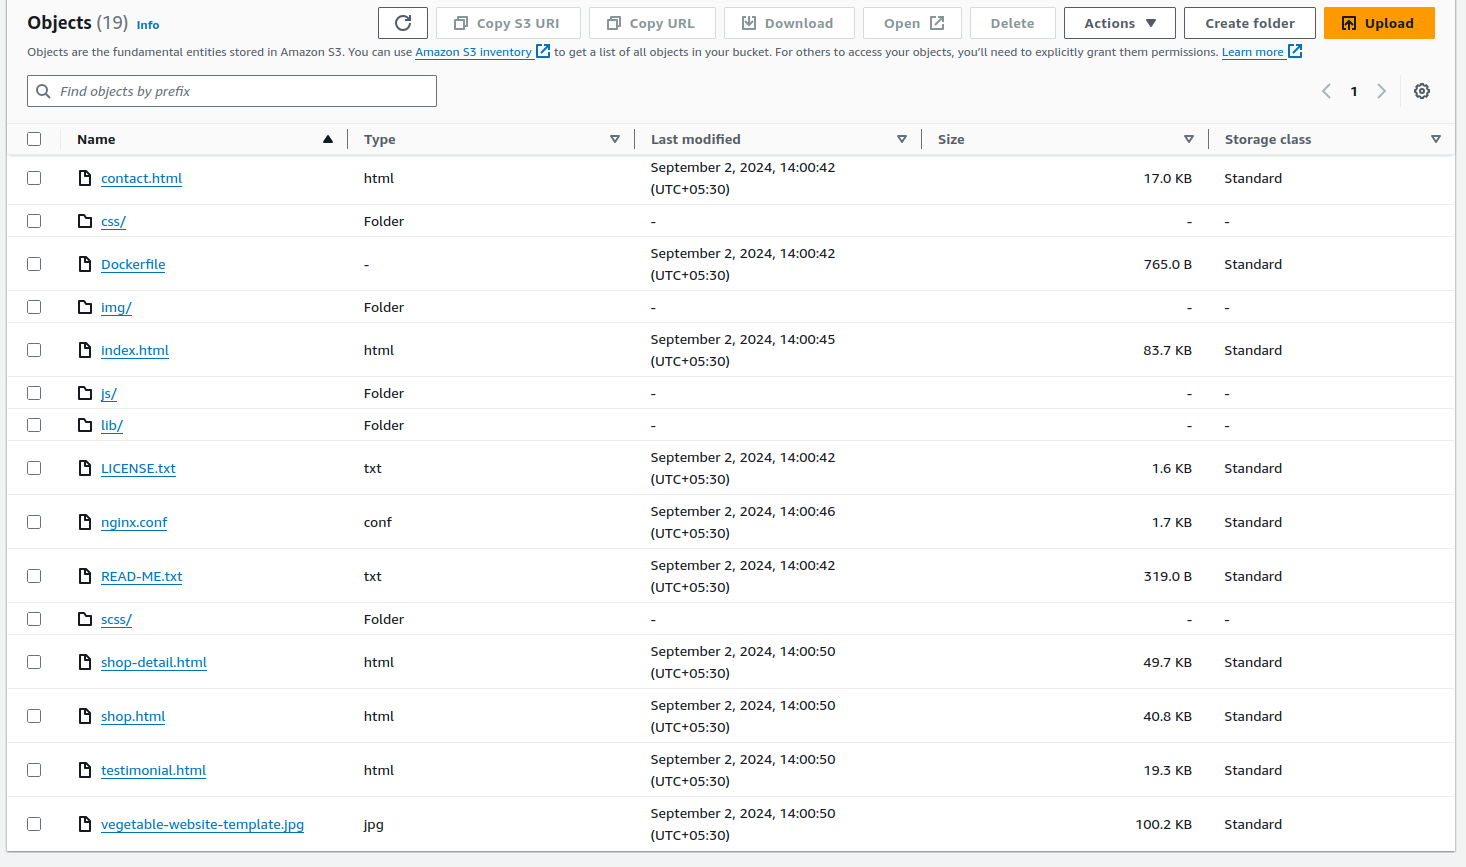 Objects (19) Info
Copy S3 URI Copy URL Download Open Delete Actions Create folder Upload
Objects are the fundamental entities stored in Amazon S3. You can use Amazon S3 inventory to get a list of all objects in your bucket. For others to access your objects, you'll need to explicitly grant them permissions. Learn more
Find objects by prefix
1
Name Type Last modified Size Storage class
contact.html html September 2, 2024, 14:00:42 (UTC+05:30) 17.0 KB Standard
css/ Folder - - -
Dockerfile - September 2, 2024, 14:00:42 (UTC+05:30) 765.0 B Standard
img/ Folder - - -
index.html html September 2, 2024, 14:00:45 (UTC+05:30) 83.7 KB Standard
js/ Folder - - -
lib/ Folder - - -
LICENSE.txt txt September 2, 2024, 14:00:42 (UTC+05:30) 1.6 KB Standard
nginx.conf conf September 2, 2024, 14:00:46 (UTC+05:30) 1.7 KB Standard
READ-ME.txt txt September 2, 2024, 14:00:42 (UTC+05:30) 319.0 B Standard
scss/ Folder - - -
shop-detail.html html September 2, 2024, 14:00:50 (UTC+05:30) 49.7 KB Standard
shop.html html September 2, 2024, 14:00:50 (UTC+05:30) 40.8 KB Standard
testimonial.html html September 2, 2024, 14:00:50 (UTC+05:30) 19.3 KB Standard
vegetable-website-template.jpg jpg September 2, 2024, 14:00:50 (UTC+05:30) 100.2 KB Standard